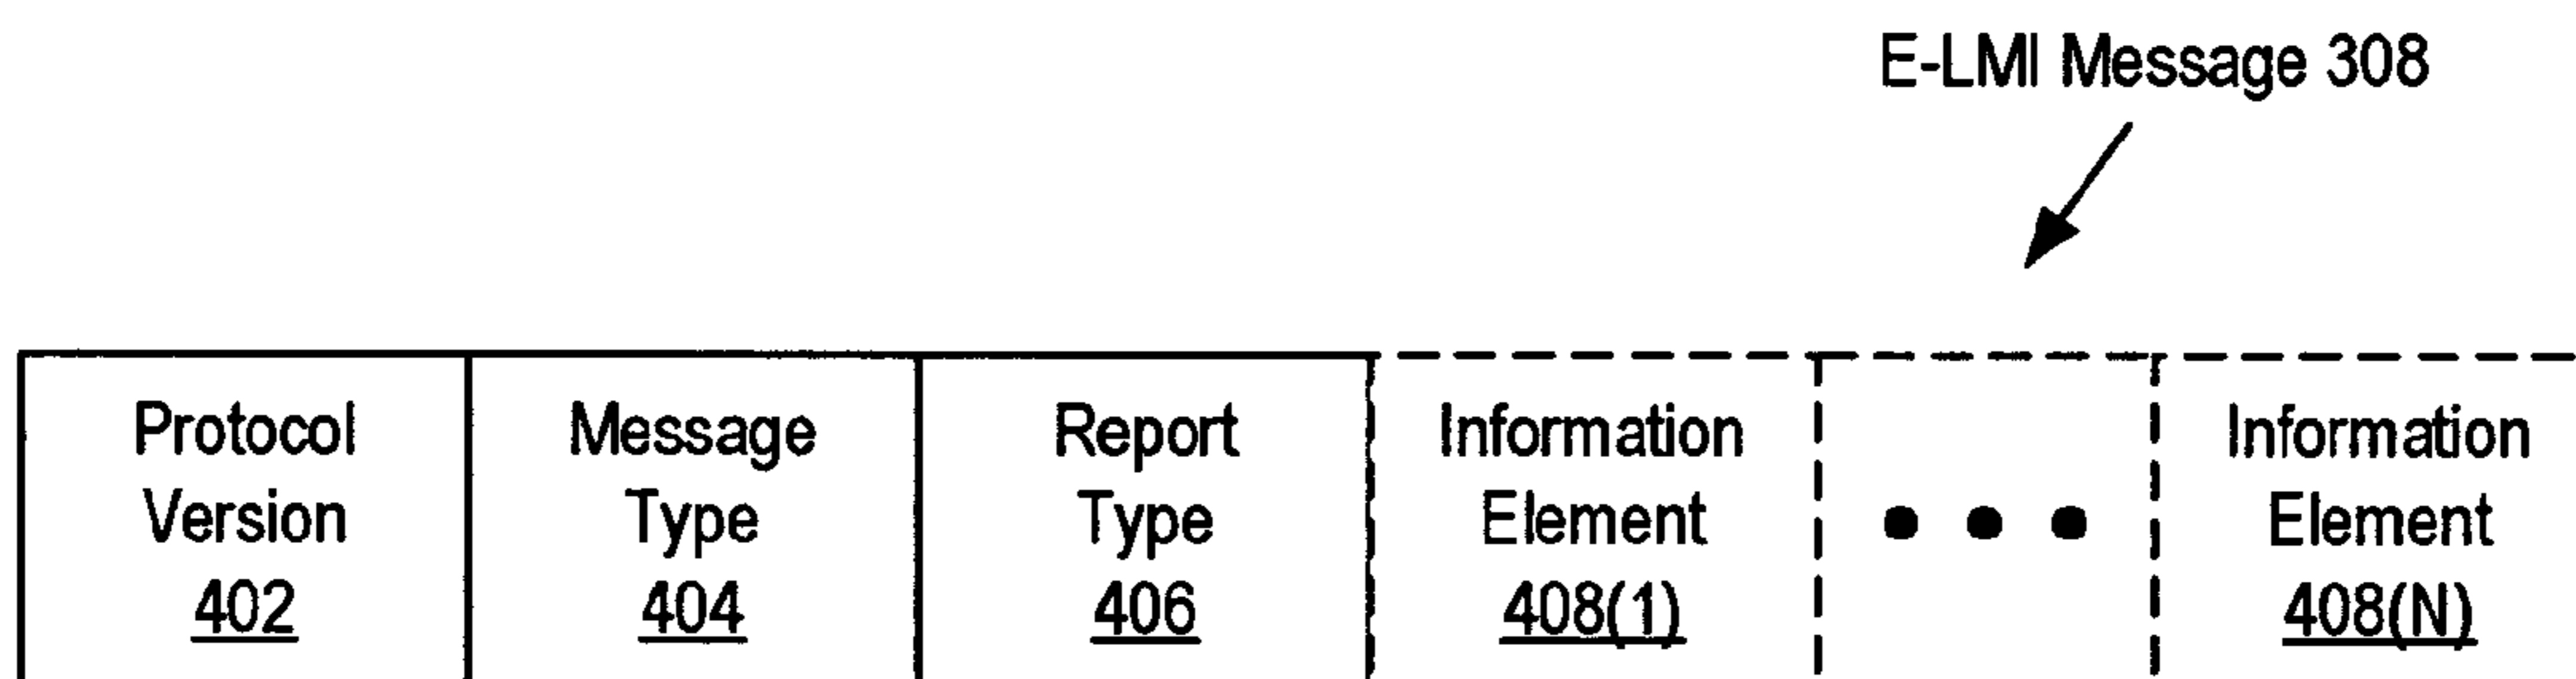 E-LMI Message 308
Protocol
Version
402
Message
Type
404
Report
Type
406
Information
Element
408(1)
Information
Element
408(N)